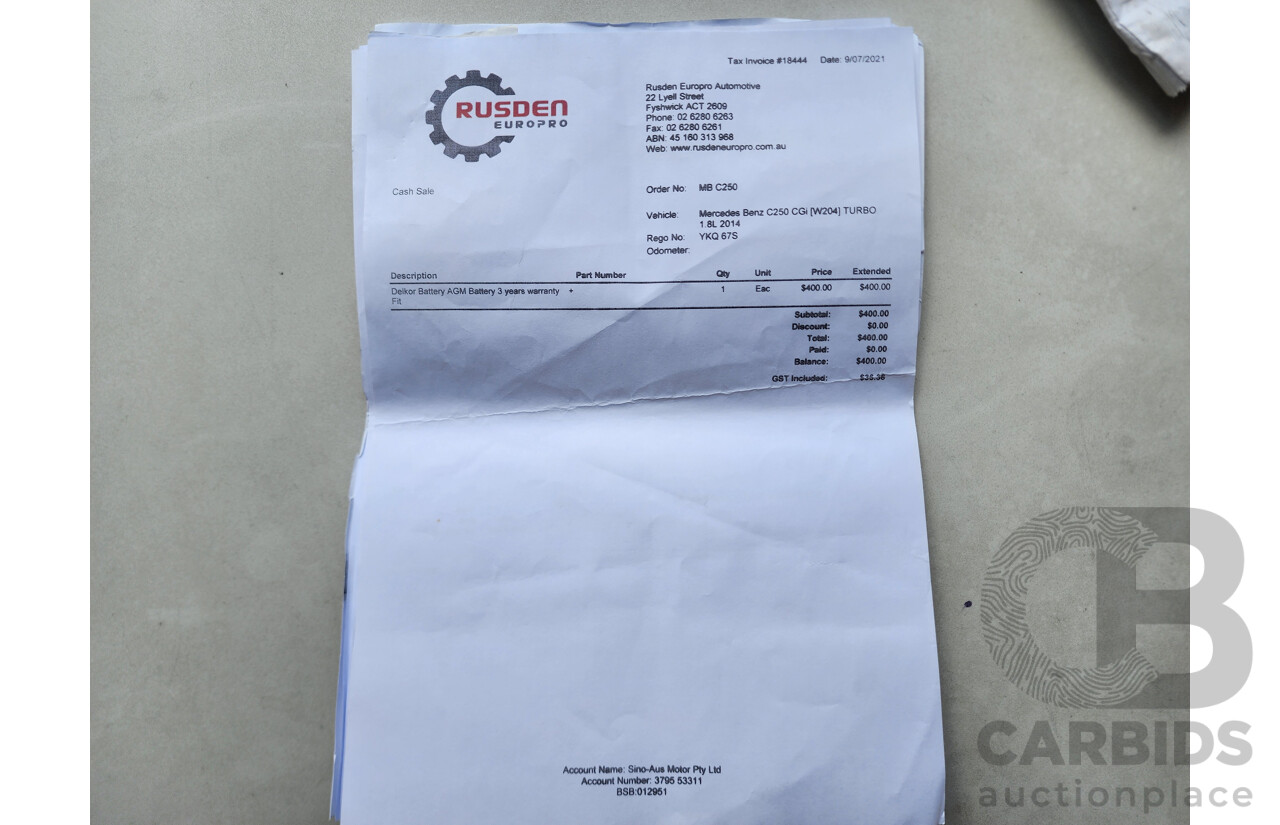 Tax Invoice #18444 Date: 9/07/2021
RUSDEN
EUROPRO
Rusden Europro Automotive
22 Lyell Street
Fyshwick ACT 2609
Phone: 02 6280 6263
Fax: 02 6280 6261
ABN: 45 160 313 968
Web: www.rusdeneuropro.com.au
Cash Sale
Order No: MB C250
Vehicle: Mercedes Benz C250 CGi [W204] TURBO
1.8L 2014
Rego No: YKQ 67S
Odometer:
Description Part Number Qty Unit Price Extended
Delkor Battery AGM Battery 3 years warranty + 1 Eac $400.00 $400.00
Fit
Subtotal: $400.00
Discount: $0.00
Total: $400.00
Paid: $0.00
Balance: $400.00
GST Included: $36.36
Account Name: Sino-Aus Motor Pty Ltd
Account Number: 3795 53311
BSB:012951
CB
CARBIDS
auctionplace